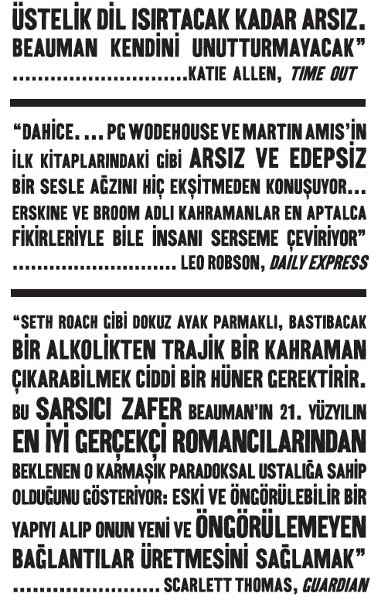 ÜSTELİK DİL ISIRTACAK KADAR ARSIZ.
BEAUMAN KENDİNİ UNUTTURMAYACAK”
.............................KATIE ALLEN, TIME OUT
“DAHİCE. ... PG WODEHOUSE VE MARTIN AMIS’İN
İLK KİTAPLARINDAKİ GİBİ ARSIZ VE EDEPSİZ
BİR SESLE AĞZINI HİÇ EKŞİTMEDEN KONUŞUYOR...
ERSKINE VE BROOM ADLI KAHRAMANLAR EN APTALCA
FİKİRLERİYLE BİLE İNSANI SERSEME ÇEVİRİYOR”
........................... LEO ROBSON, DAILY EXPRESS
“SETH ROACH GİBİ DOKUZ AYAK PARMAKLI, BASTIBACAK
BİR ALKOLİKTEN TRAJİK BİR KAHRAMAN
ÇIKARABİLMEK CİDDİ BİR HÜNER GEREKTİRİR.
BU SARSICI ZAFER BEAUMAN’IN 21. YÜZYILIN
EN İYİ GERÇEKÇİ ROMANCILARINDAN
BEKLENEN O KARMAŞIK PARADOKSAL USTALIĞA SAHİP
OLDUĞUNU GÖSTERİYOR: ESKİ VE ÖNGÖRÜLEBİLİR BİR
YAPIYI ALIP ONUN YENİ VE ÖNGÖRÜLEMEYEN
BAĞLANTILAR ÜRETMESİNİ SAĞLAMAK”
........................ SCARLETT THOMAS, GUARDIAN